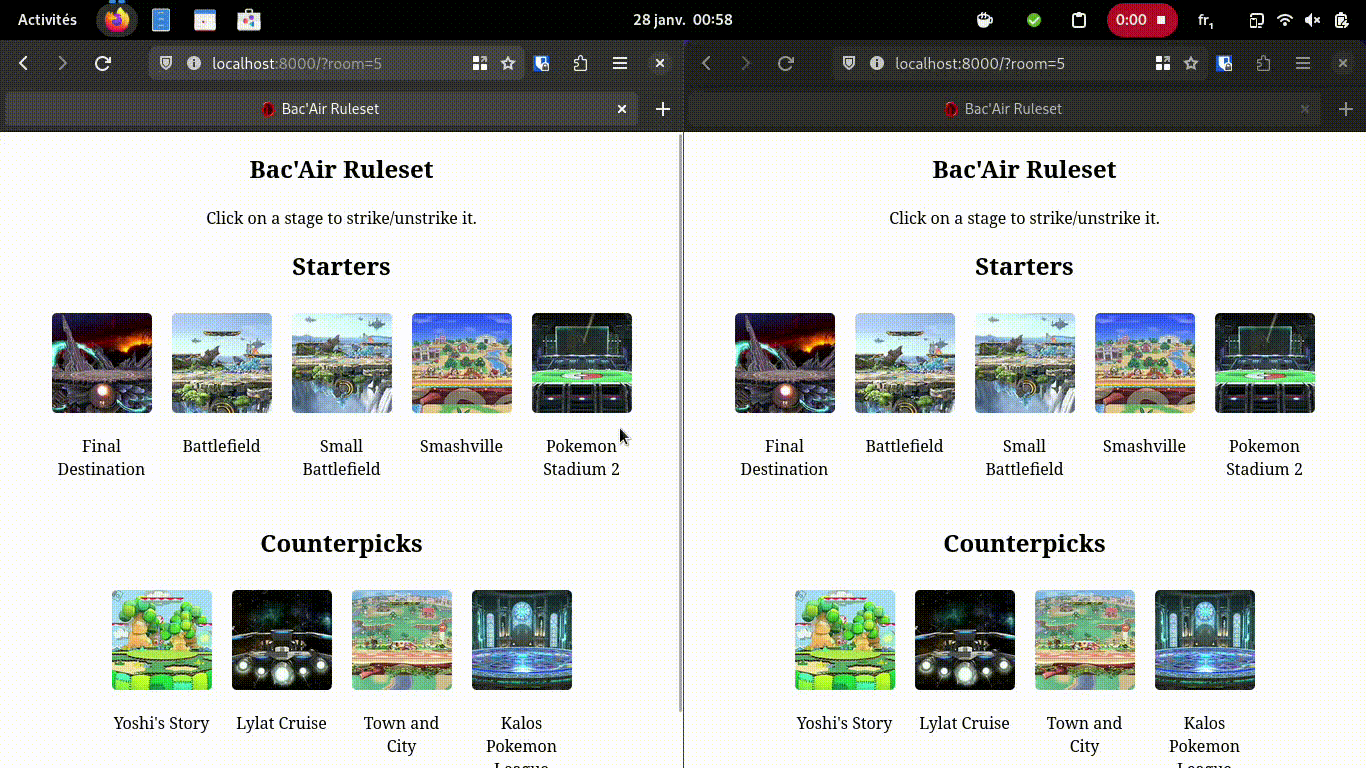 Activités 28 janv. 00:58 0:00 fr1
localhost:8000/?room=5 localhost:8000/?room=5
Bac'Air Ruleset Bac'Air Ruleset
Bac'Air Ruleset
Click on a stage to strike/unstrike it.
Starters
Final Destination
Battlefield
Small Battlefield
Smashville
Pokemon Stadium 2
Counterpicks
Yoshi's Story
Lylat Cruise
Town and City
Kalos Pokemon League
Bac'Air Ruleset
Click on a stage to strike/unstrike it.
Starters
Final Destination
Battlefield
Small Battlefield
Smashville
Pokemon Stadium 2
Counterpicks
Yoshi's Story
Lylat Cruise
Town and City
Kalos Pokemon League